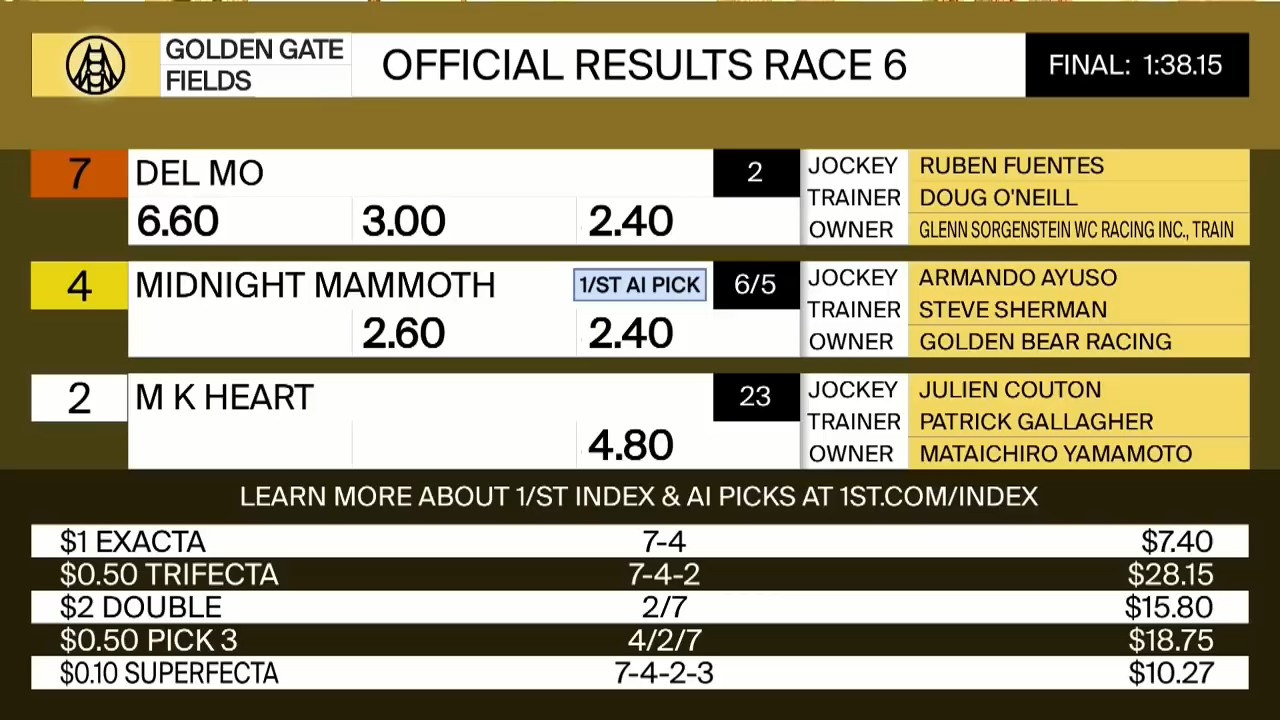 GOLDEN GATE
FIELDS
OFFICIAL RESULTS RACE 6
FINAL: 1:38.15
7 DEL MO 2
6.60 3.00 2.40
JOCKEY RUBEN FUENTES
TRAINER DOUG O'NEILL
OWNER GLENN SORGENSTEIN WC RACING INC., TRAIN
4 MIDNIGHT MAMMOTH 1/ST AI PICK 6/5
2.60 2.40
JOCKEY ARMANDO AYUSO
TRAINER STEVE SHERMAN
OWNER GOLDEN BEAR RACING
2 M K HEART 23
4.80
JOCKEY JULIEN COUTON
TRAINER PATRICK GALLAGHER
OWNER MATAICHIRO YAMAMOTO
LEARN MORE ABOUT 1/ST INDEX & AI PICKS AT 1ST.COM/INDEX
$1 EXACTA 7-4 $7.40
$0.50 TRIFECTA 7-4-2 $28.15
$2 DOUBLE 2/7 $15.80
$0.50 PICK 3 4/2/7 $18.75
$0.10 SUPERFECTA 7-4-2-3 $10.27